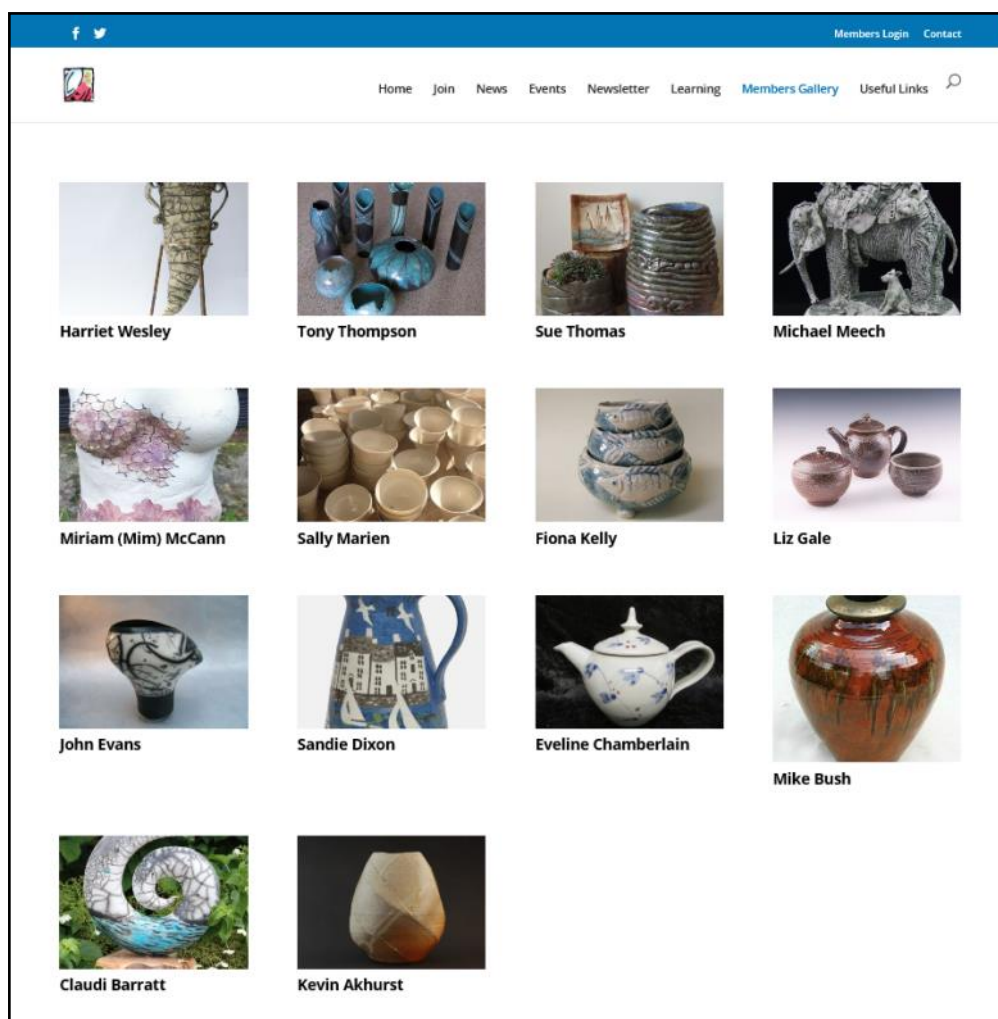 Members Login Contact
Home Join News Events Newsletter Learning Members Gallery Useful Links
Harriet Wesley Tony Thompson Sue Thomas Michael Meech
Miriam (Mim) McCann Sally Marien Fiona Kelly Liz Gale
John Evans Sandie Dixon Eveline Chamberlain
Mike Bush
Claudi Barratt Kevin Akhurst